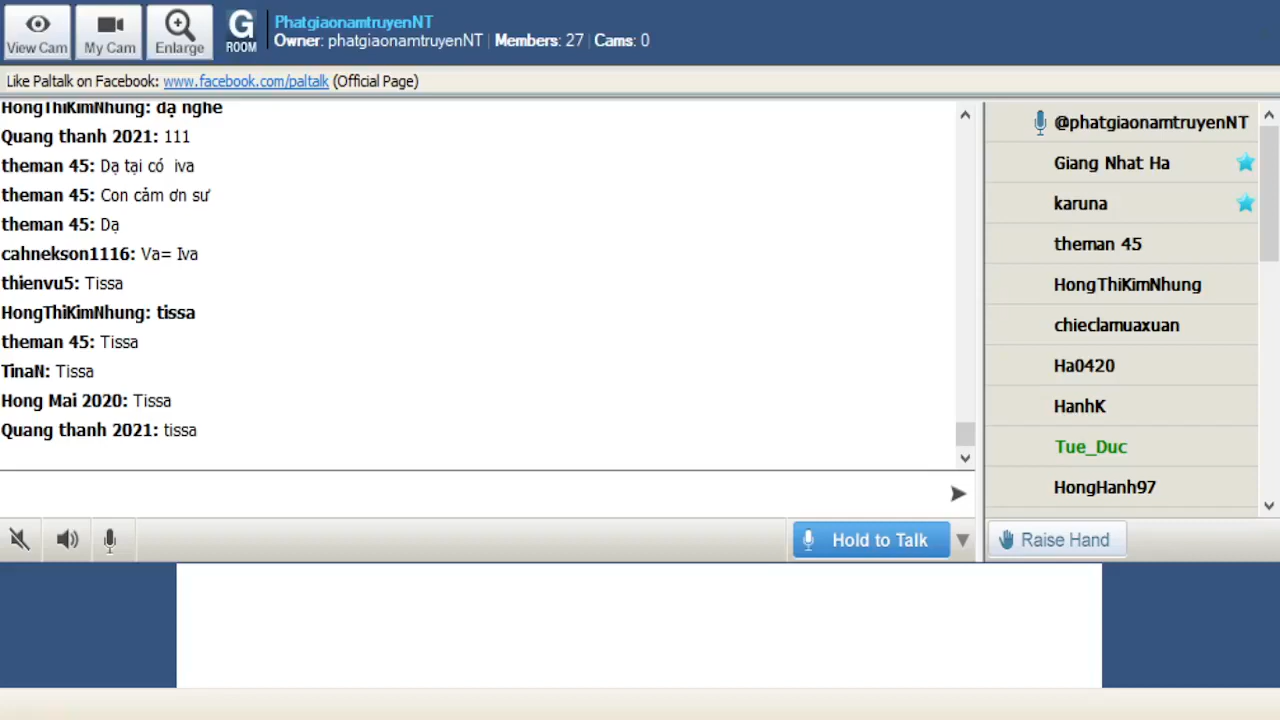 View Cam
My Cam
Enlarge
G
ROOM
PhatgiaonamtruyenNT
Owner: phatgiaonamtruyenNT | Members: 27 | Cams: 0
Like Paltalk on Facebook: www.facebook.com/paltalk (Official Page)
HongThiKimNhung: dạ nghe
Quang thanh 2021: 111
theman 45: Dạ tại có  iva
theman 45: Con cảm ơn sư
theman 45: Dạ
cahnekson1116: Va= Iva
thienvu5: Tissa
HongThiKimNhung: tissa
theman 45: Tissa
TinaN: Tissa
Hong Mai 2020: Tissa
Quang thanh 2021: tissa
@phatgiaonamtruyenNT
Giang Nhat Ha
karuna
theman 45
HongThiKimNhung
chieclamuaxuan
Ha0420
HanhK
Tue_Duc
HongHanh97
Hold to Talk
Raise Hand